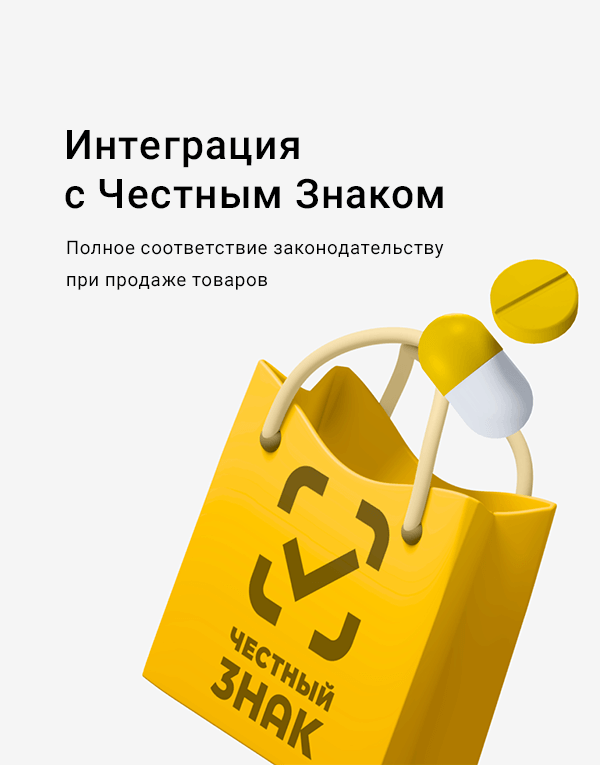 Интеграция
с Честным Знаком
Полное соответствие законодательству
при продаже товаров
ЧЕСТНЫЙ
ЗНАК